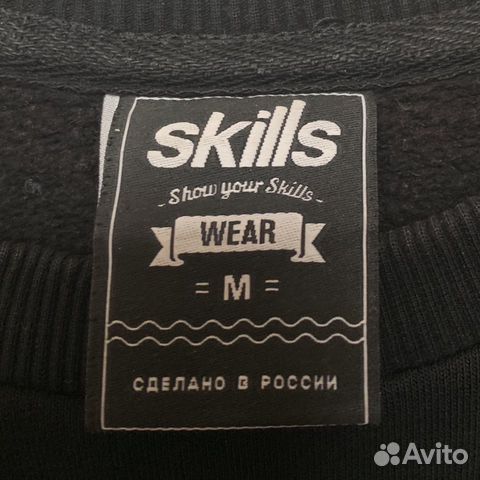 skills
Show your Skills
WEAR
= M =
СДЕЛАНО В РОССИИ
Avito